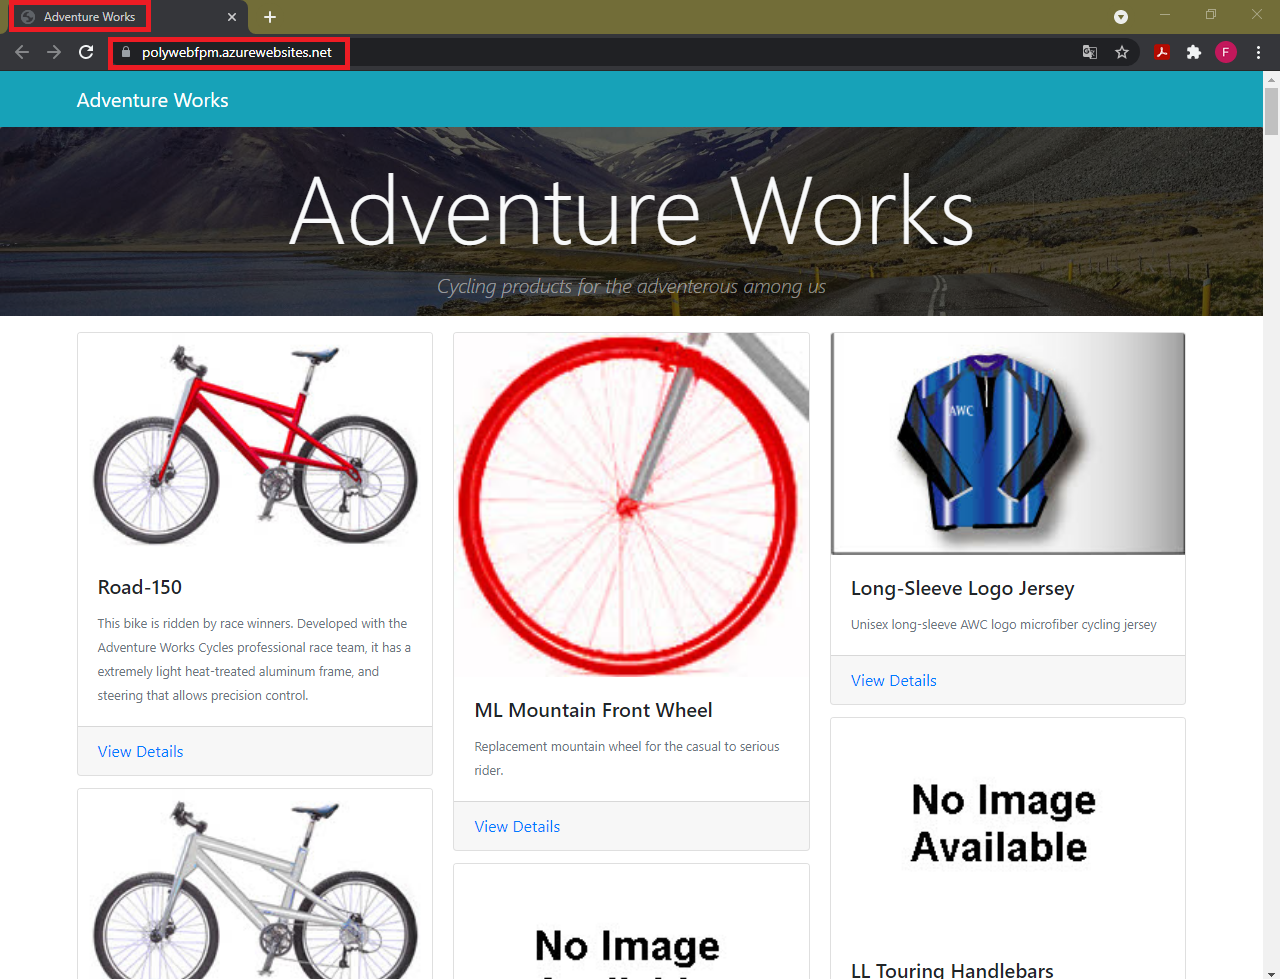 Adventure Works
polywebfpm.azurewebsites.net
F
Adventure Works
Adventure Works
Cycling products for the adventerous among us
Road-150
This bike is ridden by race winners. Developed with the
Adventure Works Cycles professional race team, it has a
extremely light heat-treated aluminum frame, and
steering that allows precision control.
View Details
ML Mountain Front Wheel
Replacement mountain wheel for the casual to serious
rider.
View Details
No Image
AWC
Long-Sleeve Logo Jersey
Unisex long-sleeve AWC logo microfiber cycling jersey
View Details
No Image
Available
LL Touring Handlebars